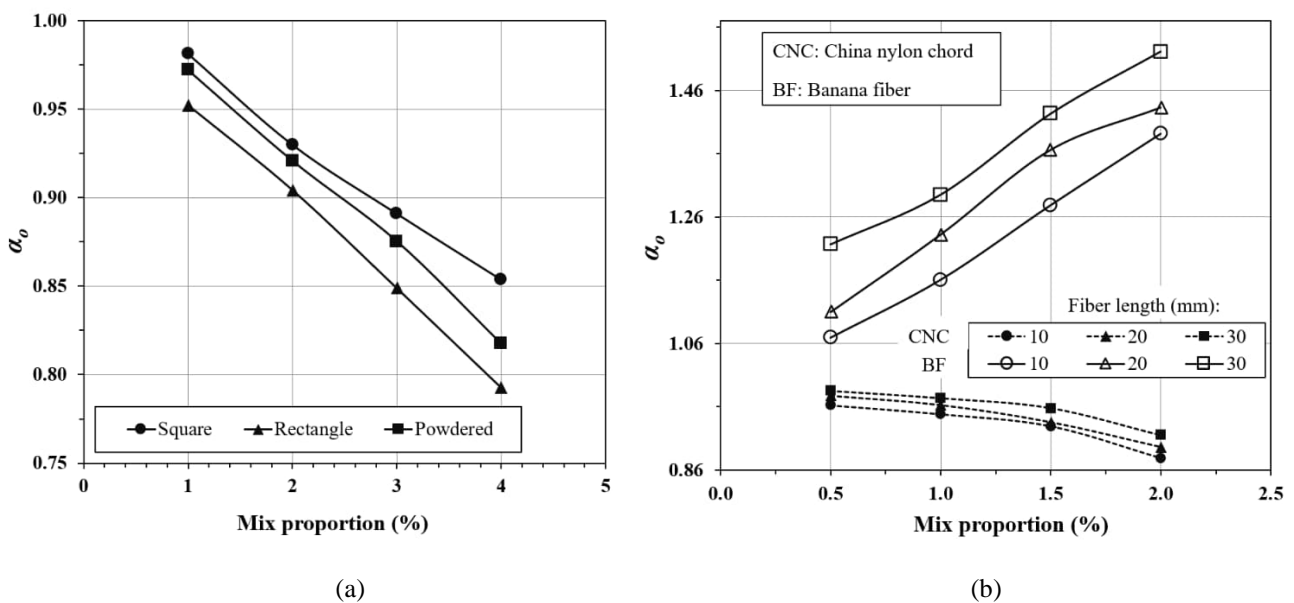 1.00
0.95
0.90
0.85
0.80
0.75
αo
Square Rectangle Powdered
0 1 2 3 4 5
Mix proportion (%)
(a)
CNC: China nylon chord
BF: Banana fiber
1.46
1.26
1.06
0.86
αo
Fiber length (mm):
CNC 10 20 30
BF 10 20 30
0.0 0.5 1.0 1.5 2.0 2.5
Mix proportion (%)
(b)